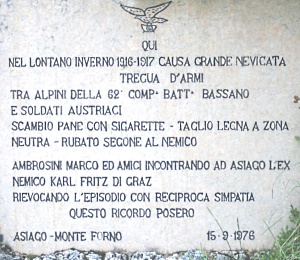 QUI
NEL LONTANO INVERNO 1916-1917 CAUSA GRANDE NEVICATA
TREGUA D'ARMI
TRA ALPINI DELLA 62ª COMPª BATTª BASSANO
E SOLDATI AUSTRIACI
SCAMBIO PANE CON SIGARETTE - TAGLIO LEGNA A ZONA
NEUTRA - RUBATO SEGONE AL NEMICO
AMBROSINI MARCO ED AMICI INCONTRANDO AD ASIAGO L'EX
NEMICO KARL FRITZ DI GRAZ
RIEVOCANDO L'EPISODIO CON RECIPROCA SIMPATIA
QUESTO RICORDO POSERO
ASIAGO - MONTE FORNO 15-9-1976